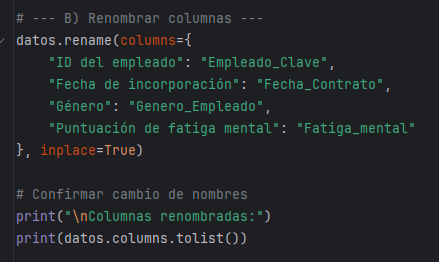 # --- B) Renombrar columnas ---
datos.rename(columns={
    "ID del empleado": "Empleado_Clave",
    "Fecha de incorporación": "Fecha_Contrato",
    "Género": "Genero_Empleado",
    "Puntuación de fatiga mental": "Fatiga_mental"
}, inplace=True)

# Confirmar cambio de nombres
print("\nColumnas renombradas:")
print(datos.columns.tolist())